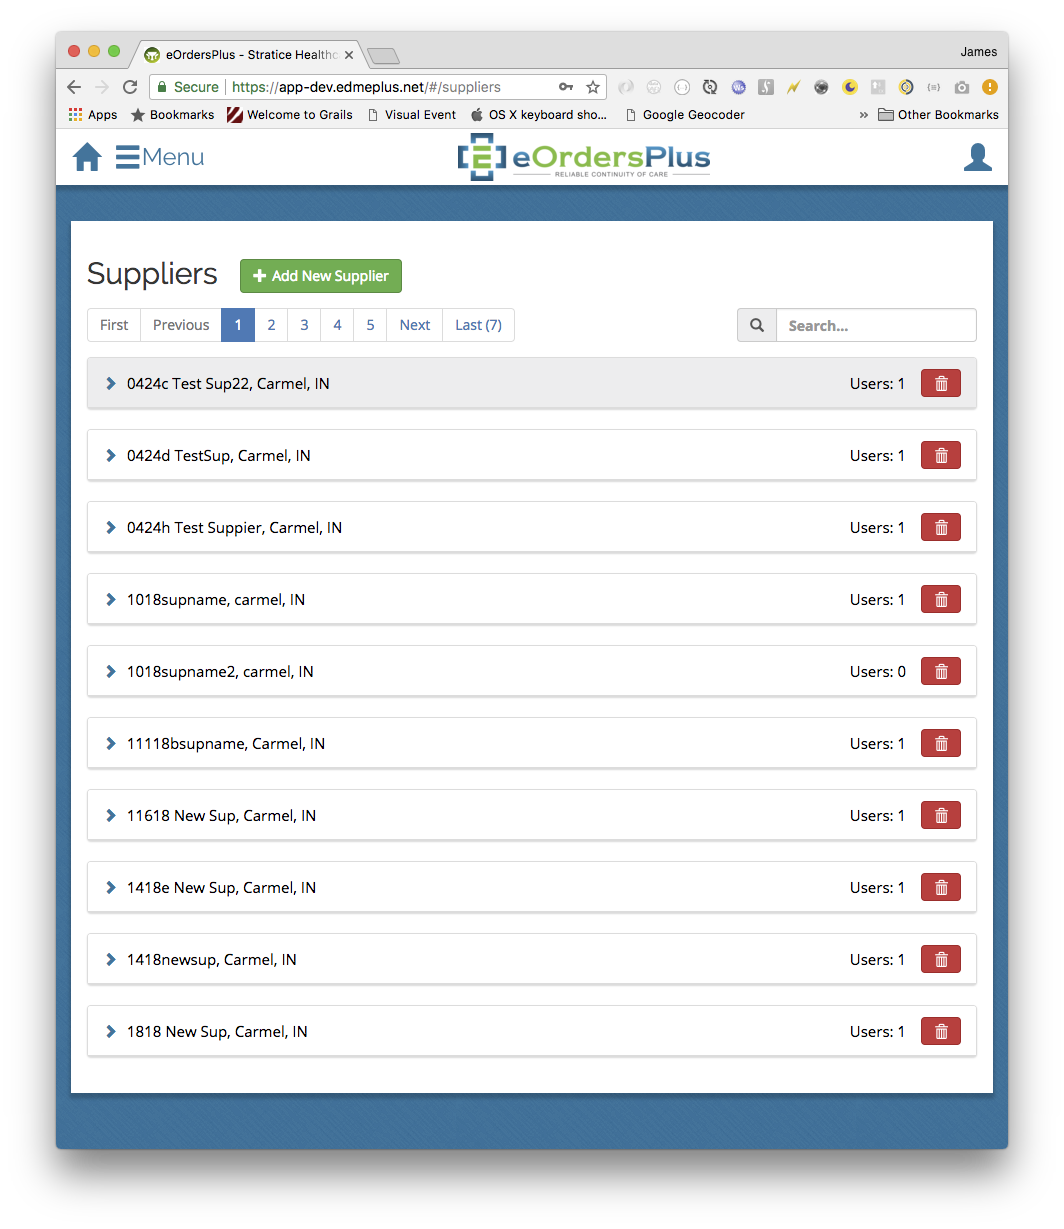 eOrdersPlus - Stratice Healthc
James
Secure https://app-dev.edmeplus.net/#/suppliers
Apps Bookmarks Welcome to Grails Visual Event OS X keyboard sho... Google Geocoder » Other Bookmarks
Menu
E eOrdersPlus
RELIABLE CONTINUITY OF CARE
Suppliers + Add New Supplier
First Previous 1 2 3 4 5 Next Last (7) Search...
0424c Test Sup22, Carmel, IN Users: 1
0424d TestSup, Carmel, IN Users: 1
0424h Test Suppier, Carmel, IN Users: 1
1018supname, carmel, IN Users: 1
1018supname2, carmel, IN Users: 0
11118bsupname, Carmel, IN Users: 1
11618 New Sup, Carmel, IN Users: 1
1418e New Sup, Carmel, IN Users: 1
1418newsup, Carmel, IN Users: 1
1818 New Sup, Carmel, IN Users: 1